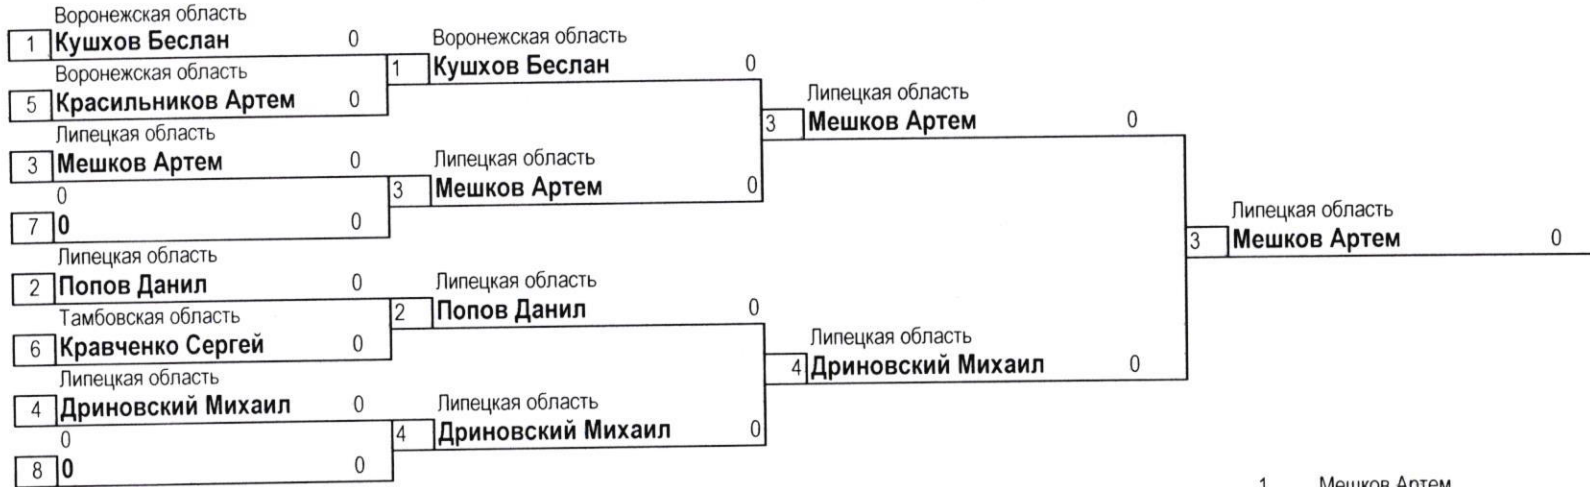 Воронежская область
1 Кушхов Беслан 0
Воронежская область
5 Красильников Артем 0
Липецкая область
3 Мешков Артем 0
0
7 0 0
Липецкая область
2 Попов Данил 0
Тамбовская область
6 Кравченко Сергей 0
Липецкая область
4 Дриновский Михаил 0
0
8 0 0
Воронежская область
1 Кушхов Беслан 0
Липецкая область
3 Мешков Артем 0
Липецкая область
2 Попов Данил 0
Липецкая область
4 Дриновский Михаил 0
Липецкая область
3 Мешков Артем 0
Липецкая область
4 Дриновский Михаил 0
Липецкая область
3 Мешков Артем 0
1 Мешков Артем